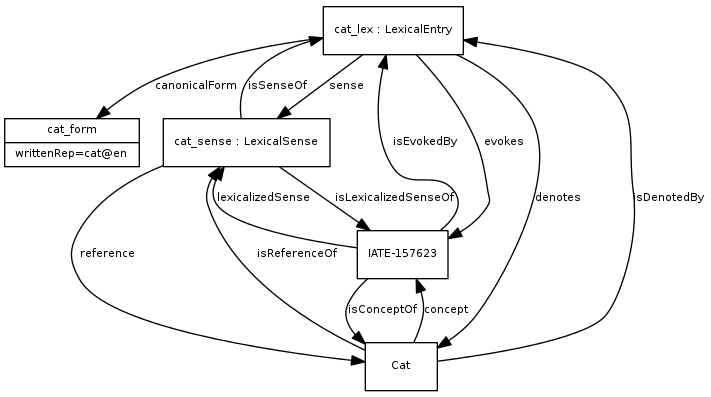 cat_lex : LexicalEntry
canonicalForm
isSenseOf
sense
cat_form
writtenRep=cat@en
cat_sense : LexicalSense
isEvokedBy
evokes
lexicalizedSense
isLexicalizedSenseOf
denotes
isDenotedBy
reference
isReferenceOf
IATE-157623
isConceptOf
concept
Cat